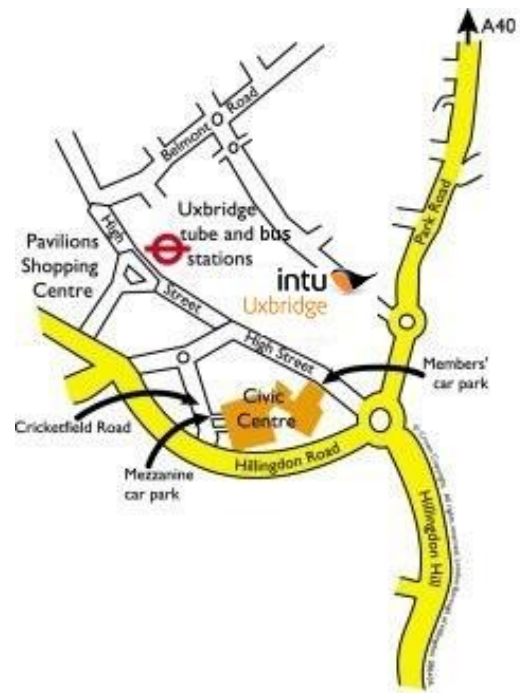 A40
Belmont Road
Park Road
Uxbridge
tube and bus
stations
High
Street
Pavilions
Shopping
Centre
intu
Uxbridge
High Street
Members'
car park
Civic
Centre
Cricketfield Road
Hillingdon Road
Mezzanine
car park
Hillingdon Hill